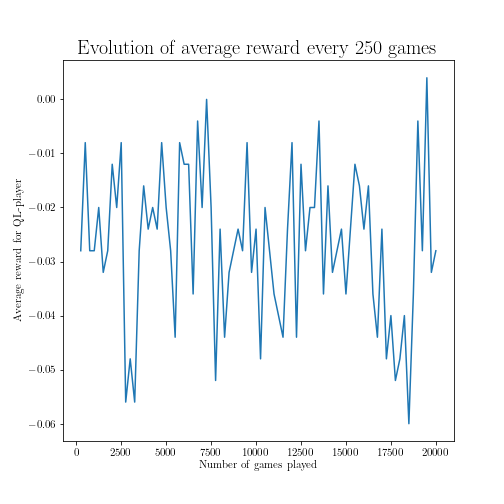 Evolution of average reward every 250 games
Average reward for QL-player
0.00
−0.01
−0.02
−0.03
−0.04
−0.05
−0.06
0 2500 5000 7500 10000 12500 15000 17500 20000
Number of games played